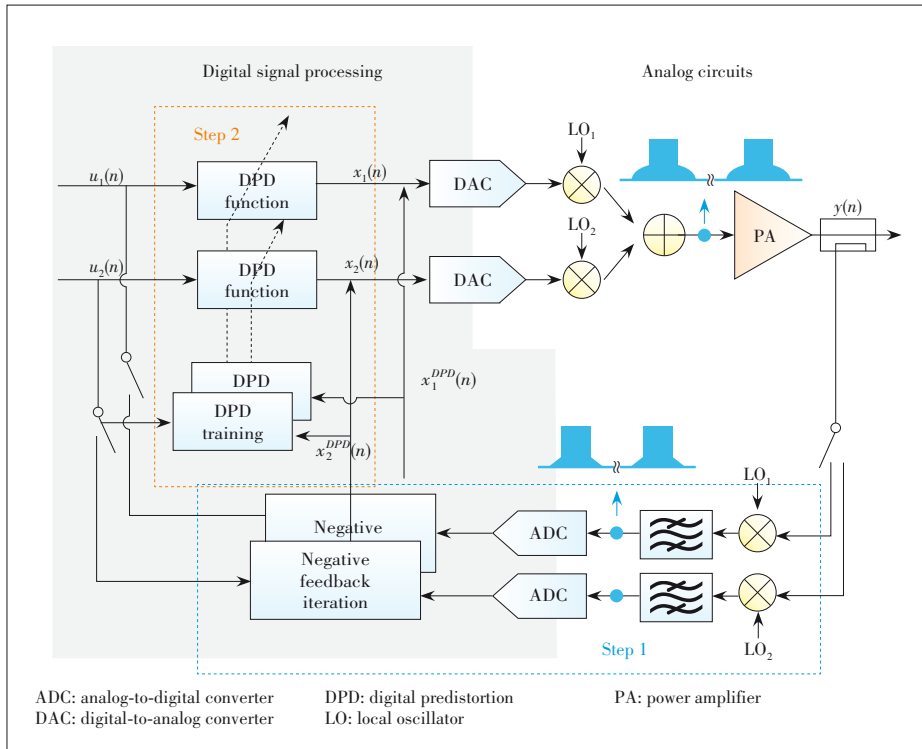 Digital signal processing
Analog circuits
Step 2
LO₁
u₁(n)
DPD
function
x₁(n)
DAC
LO₂
PA
y(n)
u₂(n)
DPD
function
x₂(n)
DAC
DPD
DPD
training
x₁ᴰᴾᴰ(n)
x₂ᴰᴾᴰ(n)
LO₁
Negative
ADC
Negative
feedback
iteration
ADC
Step 1
LO₂
ADC: analog-to-digital converter
DPD: digital predistortion
PA: power amplifier
DAC: digital-to-analog converter
LO: local oscillator